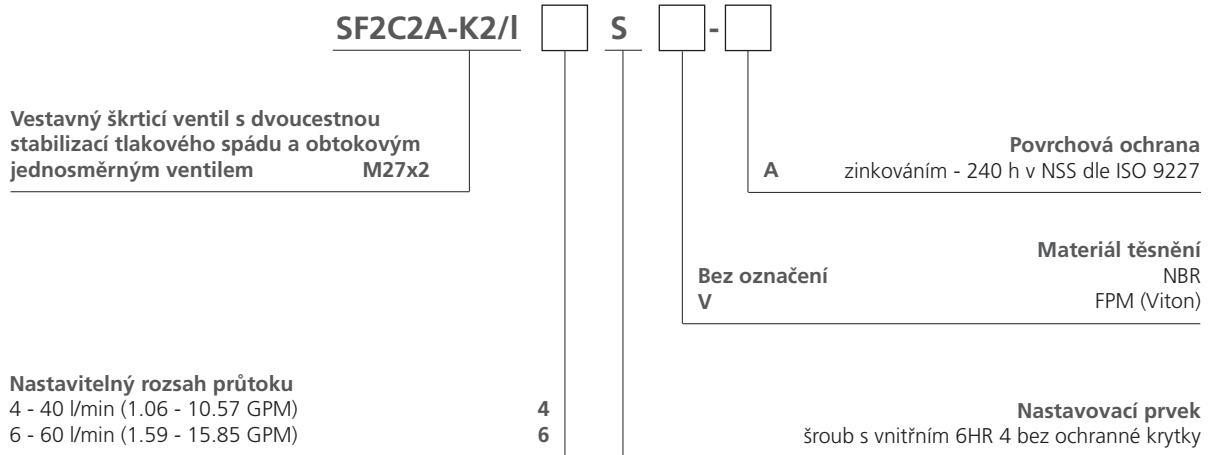 SF2C2A-K2/I S -
Vestavný škrticí ventil s dvoucestnou
stabilizací tlakového spádu a obtokovým
jednosměrným ventilem M27x2
Povrchová ochrana
A zinkováním - 240 h v NSS dle ISO 9227
Materiál těsnění
Bez označení NBR
V FPM (Viton)
Nastavitelný rozsah průtoku
4 - 40 l/min (1.06 - 10.57 GPM) 4
6 - 60 l/min (1.59 - 15.85 GPM) 6
Nastavovací prvek
šroub s vnitřním 6HR 4 bez ochranné krytky